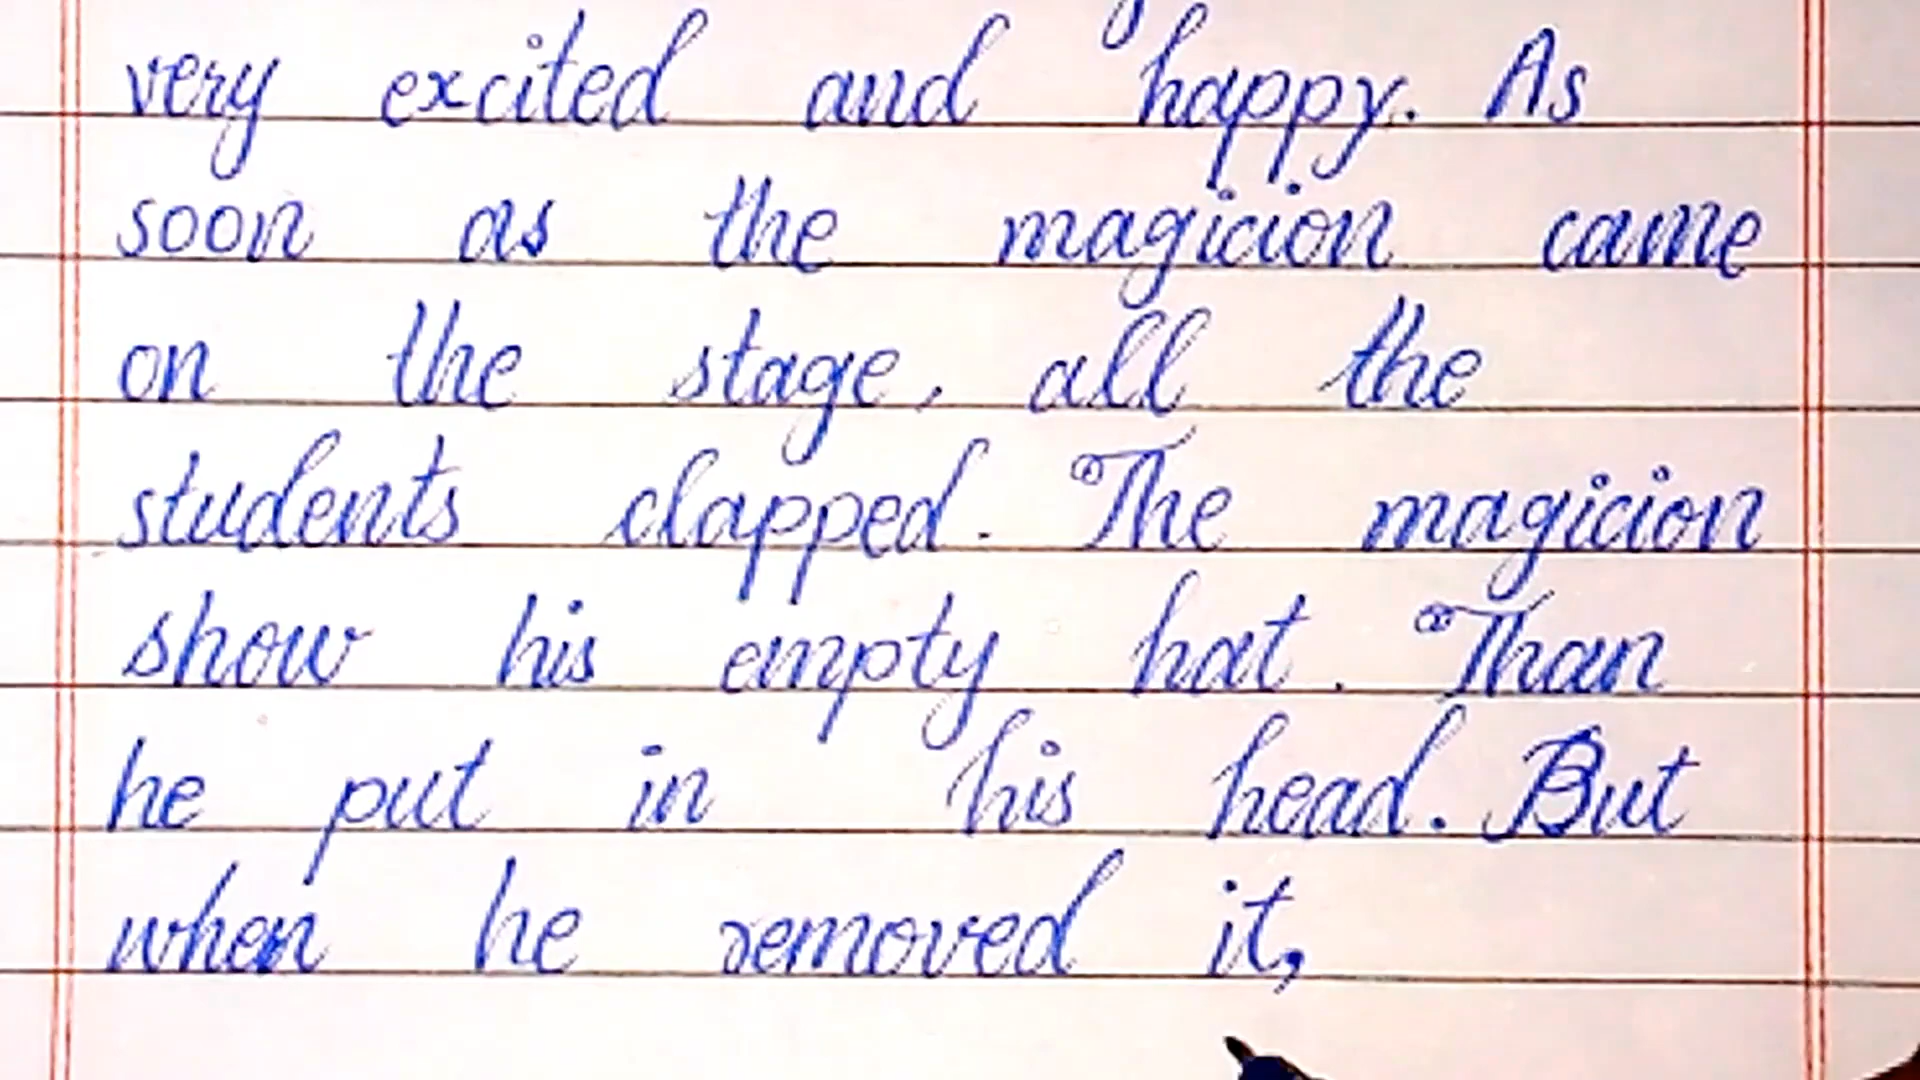 very excited and happy. As
soon as the magicion came
on the stage, all the
students clapped. The magicion
show his empty hat. Than
he put in his head. But
when he removed it,